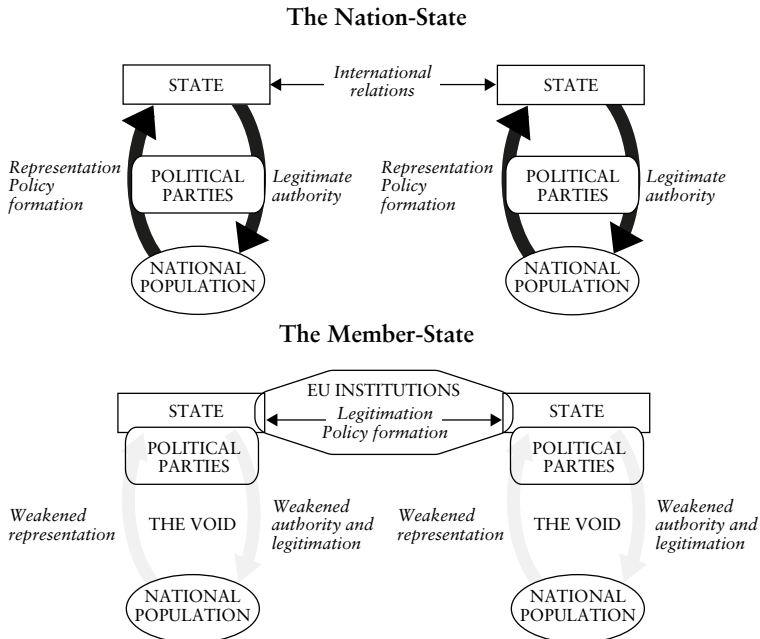 The Nation-State
STATE
International
relations
STATE
Representation
Policy
formation
POLITICAL
PARTIES
Legitimate
authority
Representation
Policy
formation
POLITICAL
PARTIES
Legitimate
authority
NATIONAL
POPULATION
NATIONAL
POPULATION
The Member-State
EU INSTITUTIONS
STATE
Legitimation
Policy formation
STATE
POLITICAL
PARTIES
POLITICAL
PARTIES
Weakened
representation
THE VOID
Weakened
authority and
legitimation
Weakened
representation
THE VOID
Weakened
authority and
legitimation
NATIONAL
POPULATION
NATIONAL
POPULATION